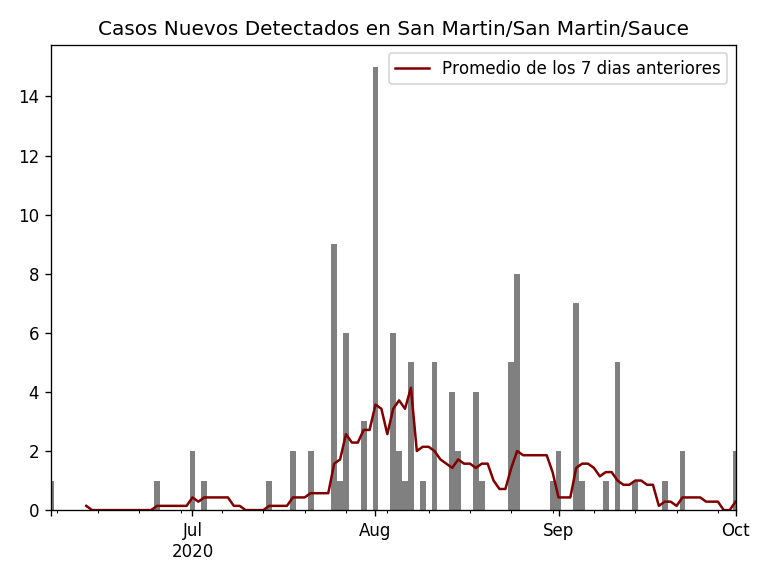 Casos Nuevos Detectados en San Martin/San Martin/Sauce
Promedio de los 7 dias anteriores
14
12
10
8
6
4
2
0
Jul
2020
Aug
Sep
Oct